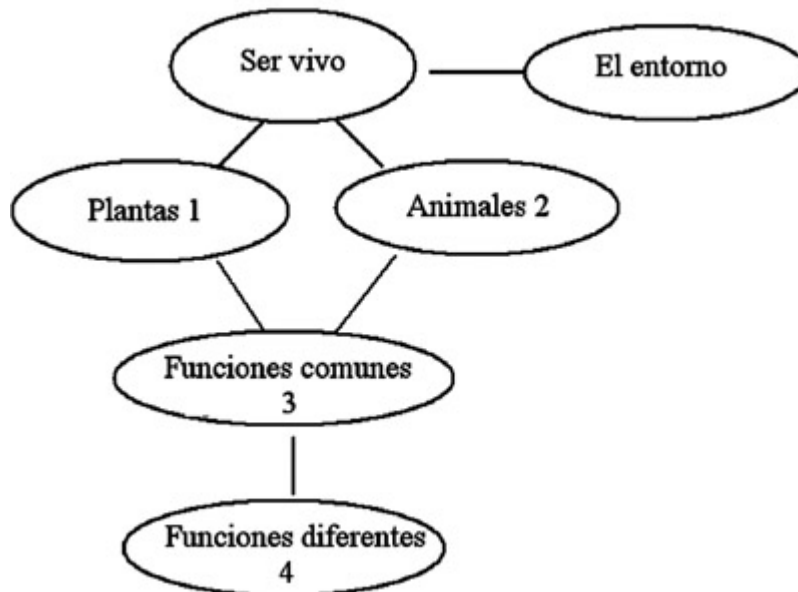 Ser vivo
El entorno
Plantas 1
Animales 2
Funciones comunes
3
Funciones diferentes
4